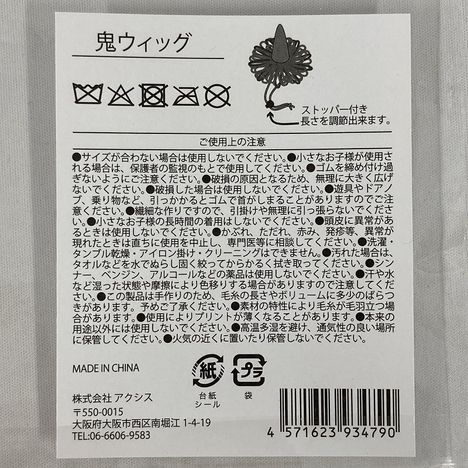 鬼ウィッグ
ストッパー付き
長さを調節出来ます。
ご使用上の注意
●サイズが合わない場合は使用しないでください。●小さなお子様が使用さ
れる場合は、保護者の監視のもとで使用してください。●ゴムを締め付け過
ぎないようにご注意ください。●破損の原因となるため、無理に大きく広げ
ないでください。●破損した場合は使用しないでください。●遊具やドアノ
ブ、乗り物など、引っかかるとゴムで首がしまることがありますのでご注意
ください。●繊細な作りですので、引掛けや無理に引っ張らないでくださ
い。●小さなお子様の長時間の着用はしないでください。●頭皮に異常があ
るときは使用しないでください。●かぶれ、ただれ、赤み、発疹等、異常が
現れたときは直ちに使用を中止し、専門医等に相談してください。●洗濯・
タンブル乾燥・アイロン掛け・クリーニングはできません。●汚れた場合は、
タオルなどを水でぬらし固く絞ってからかるく拭き取ってください。●シン
ナー、ベンジン、アルコールなどの薬品は使用しないでください。●汗や水
など湿った状態や摩擦により色移りする場合がありますので注意してくださ
い。●この製品は手作りのため、毛糸の長さやボリュームに多少のばらつ
きがあります。予めご了承ください。●素材の特性により毛糸が毛羽立つ場
合があります。●使用によりプリントが薄くなることがあります。●本来の
用途以外には使用しないでください。●高温多湿を避け、通気性の良い場所
に保管してください。●火気の近くに置いたり保管しないでください。
MADE IN CHINA
紙
プラ
台紙
シール
袋
株式会社 アクシス
〒550-0015
大阪府大阪市西区南堀江 1-4-19
TEL:06-6606-9583
4 571623 934790